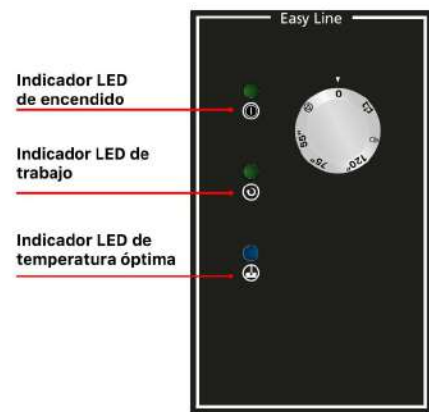 Easy Line
Indicador LED
de encendido
0
55"
75"
120"
Indicador LED de
trabajo
Indicador LED de
temperatura óptima